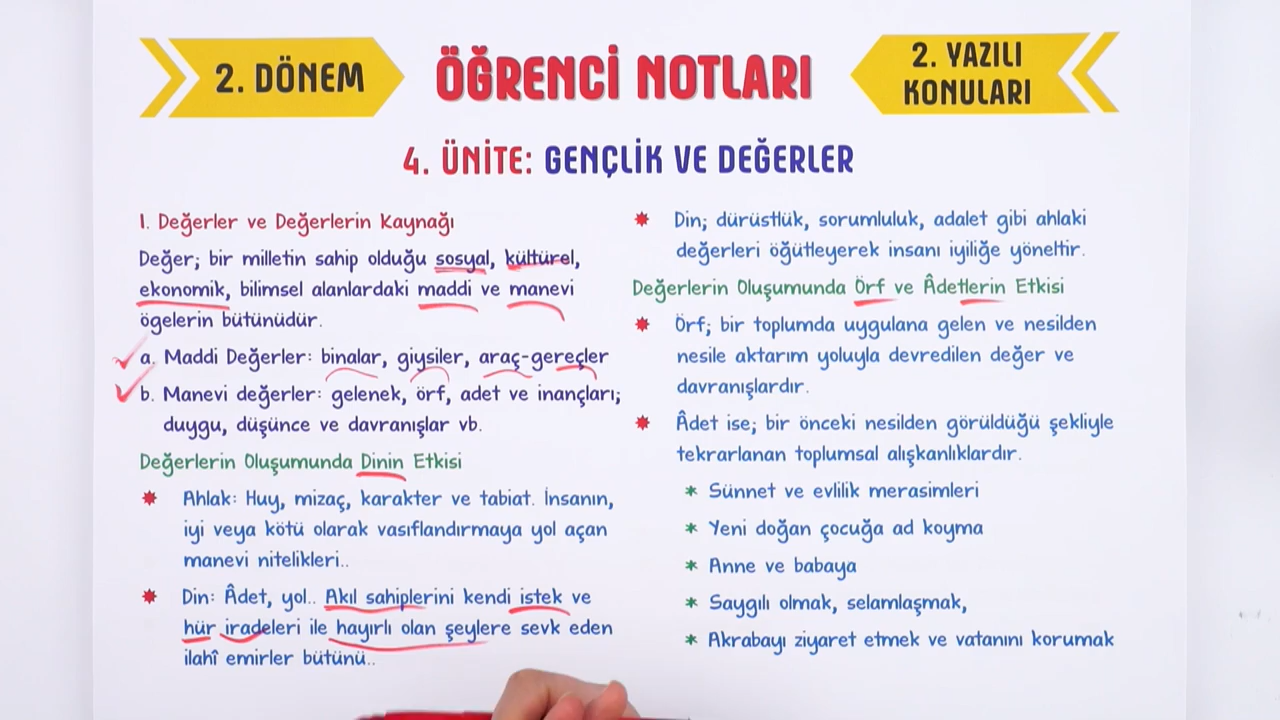 2. DÖNEM
ÖĞRENCİ NOTLARI
2. YAZILI
KONULARI
4. ÜNİTE: GENÇLİK VE DEĞERLER
1. Değerler ve Değerlerin Kaynağı
Değer; bir milletin sahip olduğu sosyal, kültürel,
ekonomik, bilimsel alanlardaki maddi ve manevi
ögelerin bütünüdür.
a. Maddi Değerler: binalar, giysiler, araç-gereçler
b. Manevi değerler: gelenek, örf, adet ve inançları;
duygu, düşünce ve davranışlar vb.
Değerlerin Oluşumunda Dinin Etkisi
Ahlak: Huy, mizaç, karakter ve tabiat. İnsanın,
iyi veya kötü olarak vasıflandırmaya yol açan
manevi nitelikleri..
Din: Âdet, yol.. Akıl sahiplerini kendi istek ve
hür iradeleri ile hayırlı olan şeylere sevk eden
ilahî emirler bütünü..
Din; dürüstlük, sorumluluk, adalet gibi ahlaki
değerleri öğütleyerek insanı iyiliğe yöneltir.
Değerlerin Oluşumunda Örf ve Âdetlerin Etkisi
Örf; bir toplumda uygulana gelen ve nesilden
nesile aktarım yoluyla devredilen değer ve
davranışlardır.
Âdet ise; bir önceki nesilden görüldüğü şekliyle
tekrarlanan toplumsal alışkanlıklardır.
* Sünnet ve evlilik merasimleri
* Yeni doğan çocuğa ad koyma
* Anne ve babaya
* Saygılı olmak, selamlaşmak,
* Akrabayı ziyaret etmek ve vatanını korumak